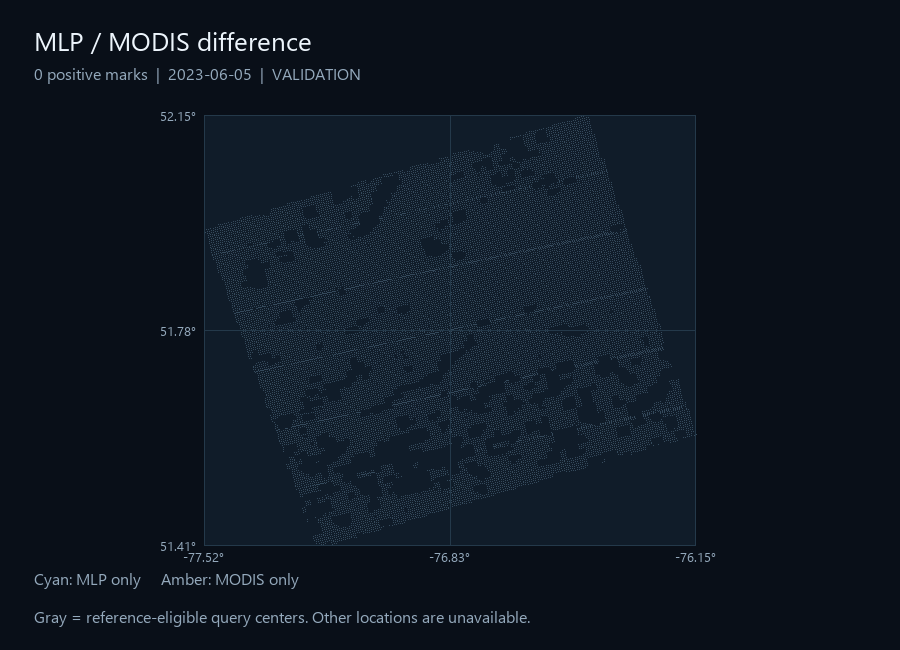 MLP / MODIS difference
0 positive marks | 2023-06-05 | VALIDATION
52.15°
51.78°
51.41°
-77.52° -76.83° -76.15°
Cyan: MLP only Amber: MODIS only
Gray = reference-eligible query centers. Other locations are unavailable.